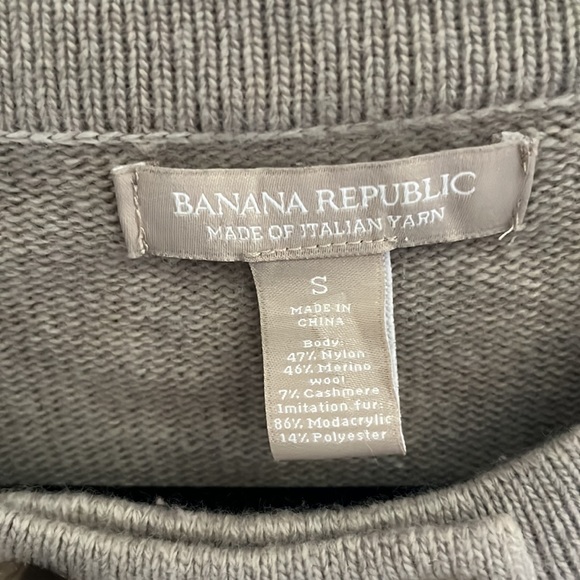 BANANA REPUBLIC
MADE OF ITALIAN YARN
S
MADE IN
CHINA
Body:
47% Nylon
46% Merino
wool
7% Cashmere
Imitation fur:
86% Modacrylic
14% Polyester